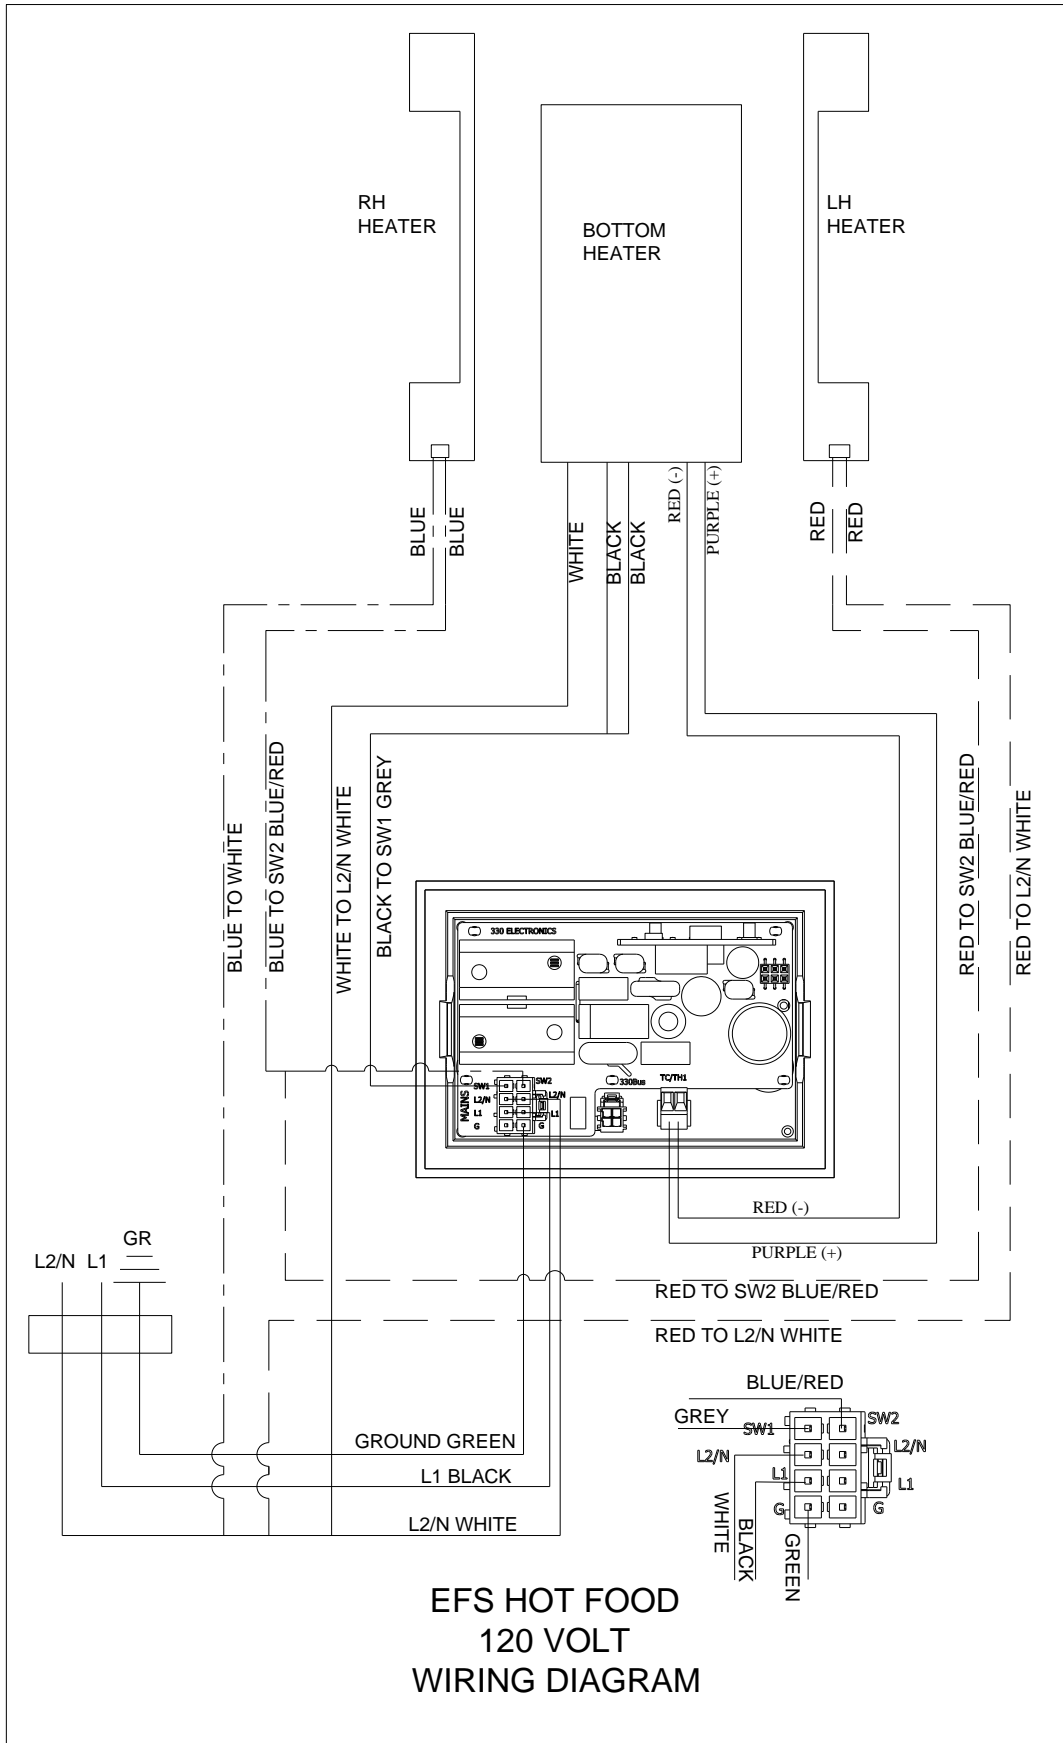 RH
HEATER
BOTTOM
HEATER
LH
HEATER
BLUE
BLUE
WHITE
BLACK
BLACK
RED (-)
PURPLE (+)
RED
RED
BLUE TO WHITE
BLUE TO SW2 BLUE/RED
WHITE TO L2/N WHITE
BLACK TO SW1 GREY
RED TO SW2 BLUE/RED
RED TO L2/N WHITE
330 ELECTRONICS
MAINS
SW1
SW2
L2/N
L2/N
L1
L1
G
G
330Bus
TC/TH1
RED (-)
PURPLE (+)
GR
L2/N
L1
RED TO SW2 BLUE/RED
RED TO L2/N WHITE
BLUE/RED
GREY
SW1
SW2
L2/N
L2/N
L1
L1
G
G
WHITE
BLACK
GREEN
GROUND GREEN
L1 BLACK
L2/N WHITE
EFS HOT FOOD
120 VOLT
WIRING DIAGRAM